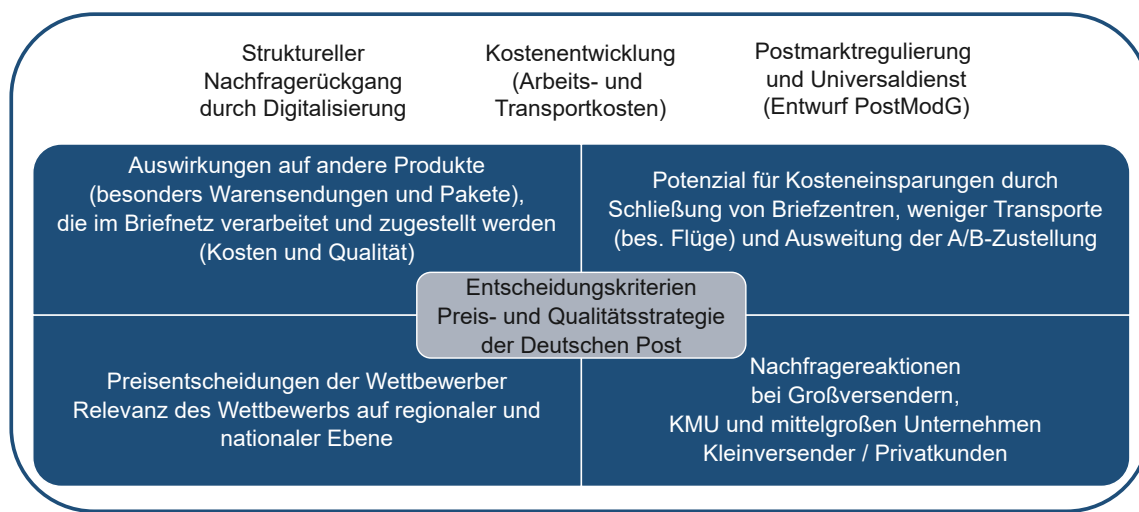 Struktureller
Nachfragerückgang
durch Digitalisierung
Kostenentwicklung
(Arbeits- und
Transportkosten)
Postmarktregulierung
und Universaldienst
(Entwurf PostModG)
Auswirkungen auf andere Produkte
(besonders Warensendungen und Pakete),
die im Briefnetz verarbeitet und zugestellt werden
(Kosten und Qualität)
Potenzial für Kosteneinsparungen durch
Schließung von Briefzentren, weniger Transporte
(bes. Flüge) und Ausweitung der A/B-Zustellung
Entscheidungskriterien
Preis- und Qualitätsstrategie
der Deutschen Post
Preisentscheidungen der Wettbewerber
Relevanz des Wettbewerbs auf regionaler und
nationaler Ebene
Nachfragereaktionen
bei Großversendern,
KMU und mittelgroßen Unternehmen
Kleinversender / Privatkunden